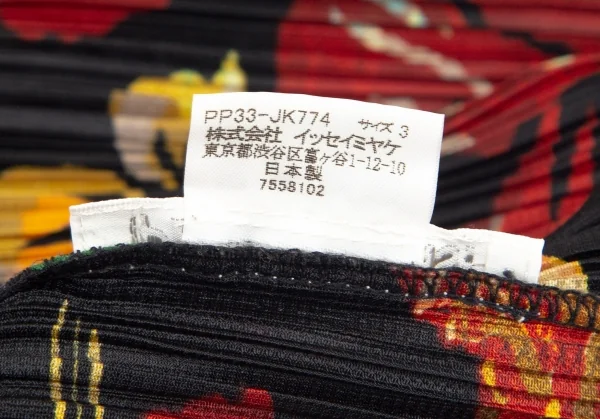 PP33-JK774 サイズ 3
株式会社 イッセイミヤケ
東京都渋谷区富ヶ谷1-12-10
日本製
7558102